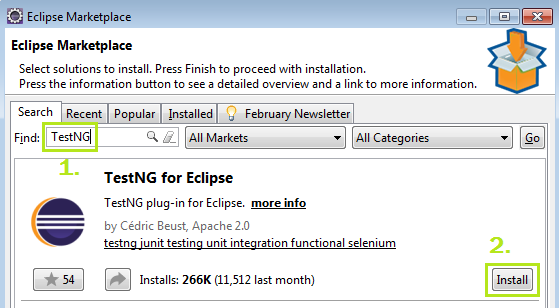 Eclipse Marketplace
Eclipse Marketplace
Select solutions to install. Press Finish to proceed with installation.
Press the information button to see a detailed overview and a link to more information.
Search Recent Popular Installed February Newsletter
Find: TestNG All Markets All Categories Go
1.
TestNG for Eclipse
TestNG plug-in for Eclipse. more info
by Cédric Beust, Apache 2.0
testng junit testing unit integration functional selenium
2.
54 Installs: 266K (11,512 last month) Install